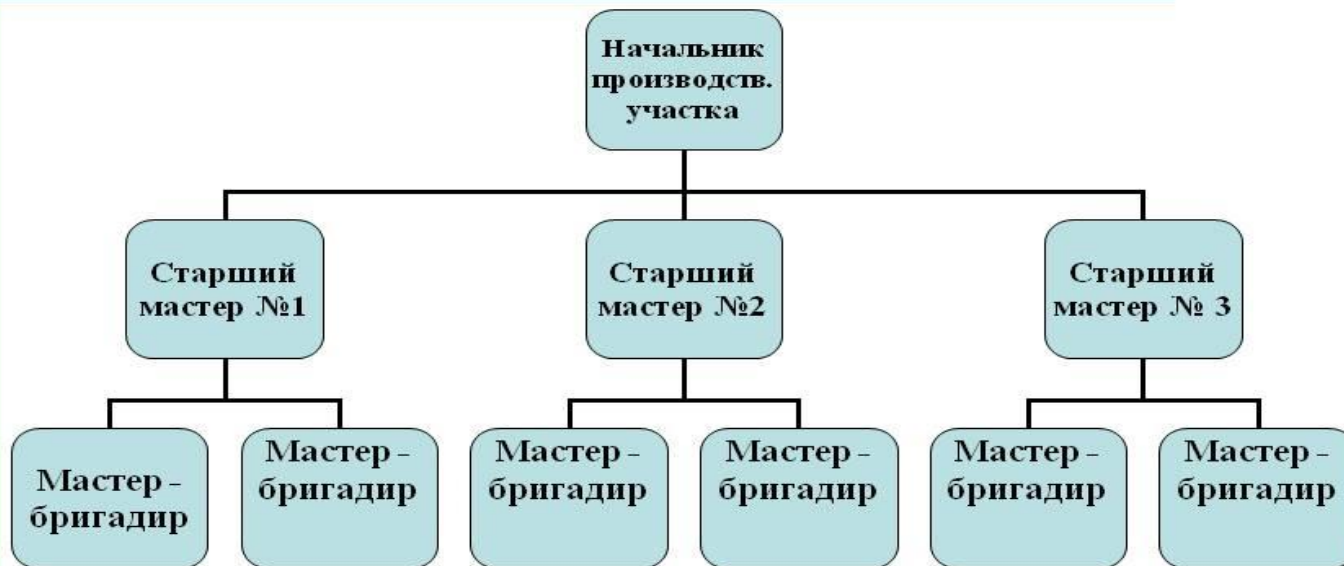 Начальник
производств.
участка
Старший
мастер №1
Старший
мастер №2
Старший
мастер № 3
Мастер -
бригадир
Мастер -
бригадир
Мастер -
бригадир
Мастер -
бригадир
Мастер -
бригадир
Мастер -
бригадир